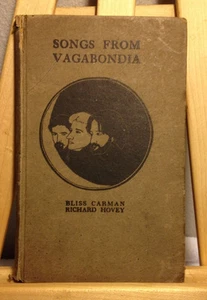 SONGS FROM
VAGABONDIA
BLISS CARMAN
RICHARD HOVEY